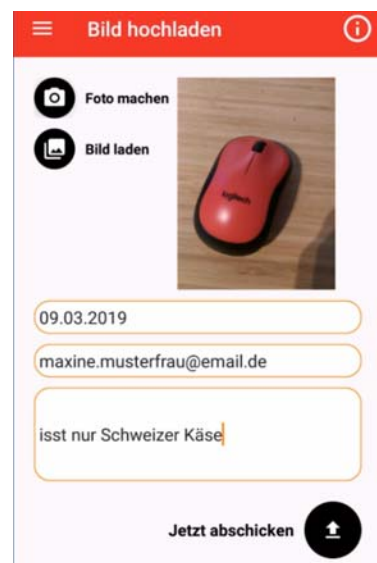 Bild hochladen
Foto machen
Bild laden
logitech
09.03.2019
maxine.musterfrau@email.de
isst nur Schweizer Käse
Jetzt abschicken